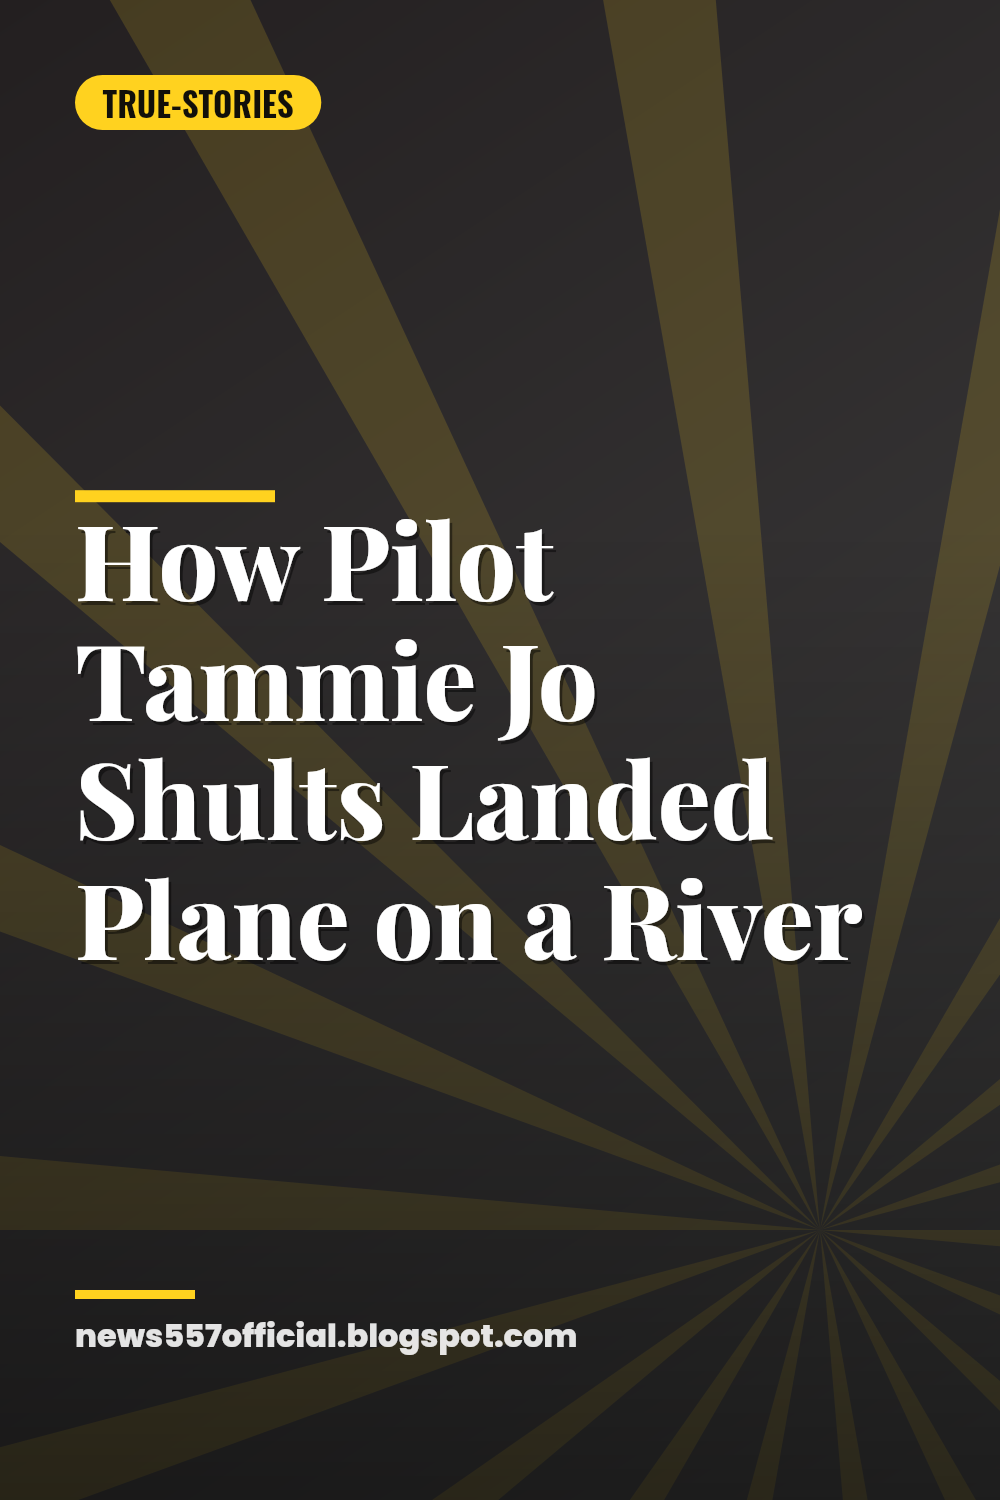 TRUE-STORIES
How Pilot
Tammie Jo
Shults Landed
Plane on a River
news557official.blogspot.com